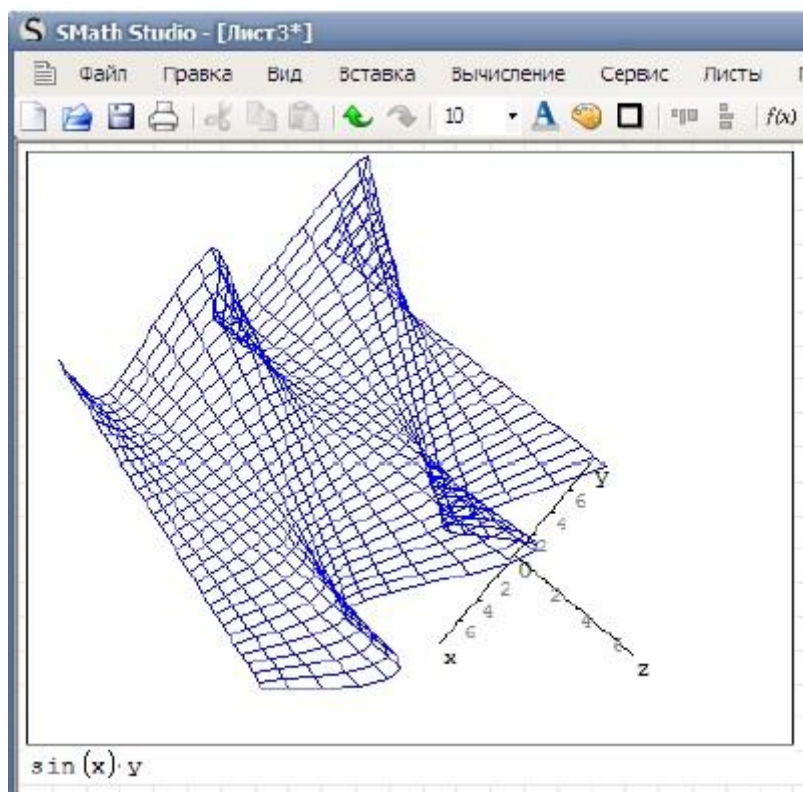 SMath Studio - [Лист3*]
Файл Правка Вид Вставка Вычисление Сервис Листы
10 A f(x)
y
6
4
2
0
2 2
4 4
6 6
x z
sin(x)·y